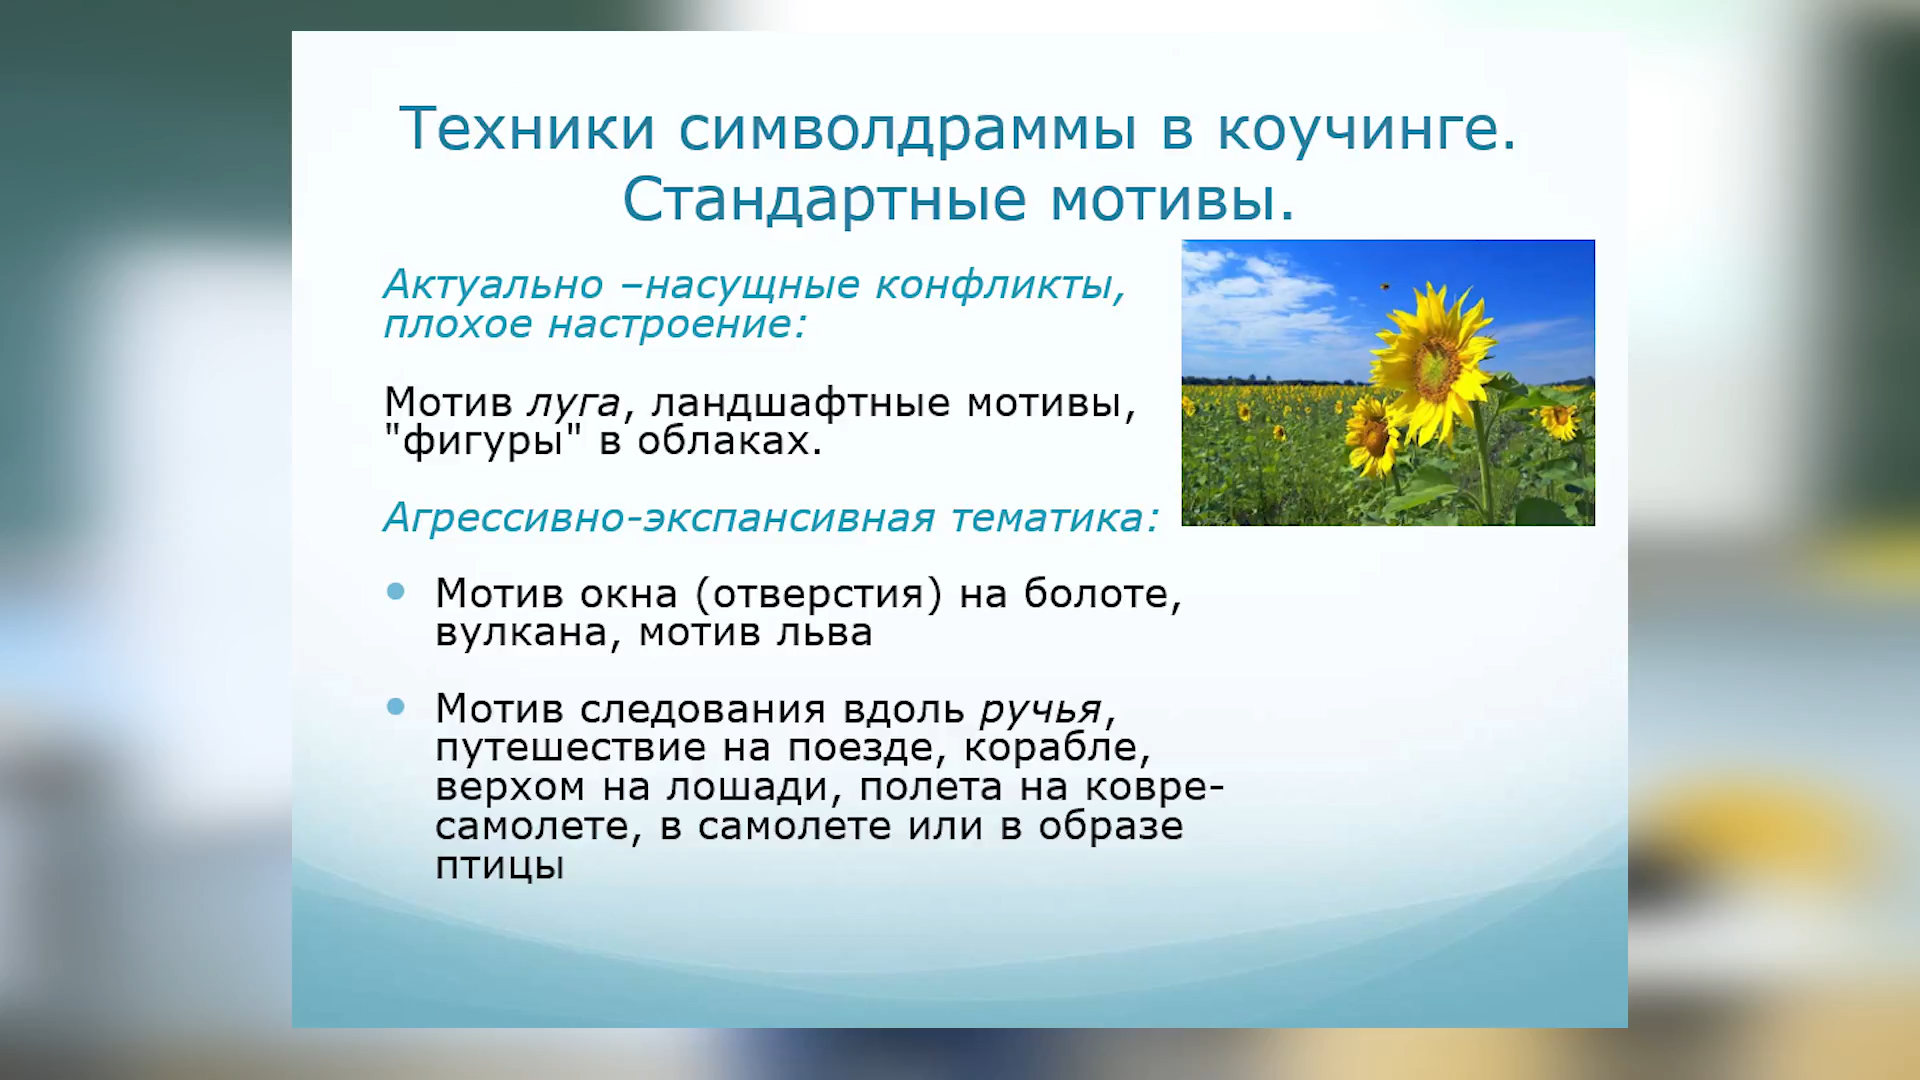 Техники символдраммы в коучинге.
Стандартные мотивы.
Актуально –насущные конфликты,
плохое настроение:
Мотив луга, ландшафтные мотивы,
"фигуры" в облаках.
Агрессивно-экспансивная тематика:
Мотив окна (отверстия) на болоте,
вулкана, мотив льва
Мотив следования вдоль ручья,
путешествие на поезде, корабле,
верхом на лошади, полета на ковре-
самолете, в самолете или в образе
птицы